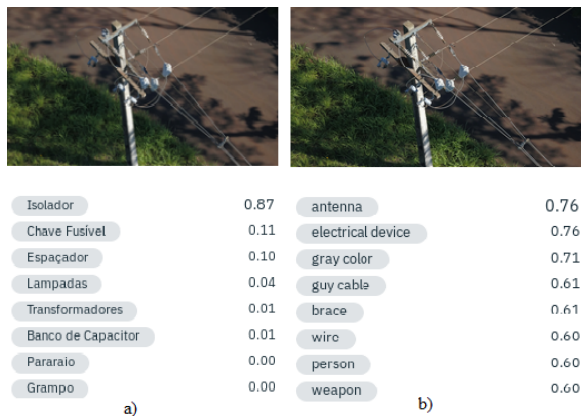 Isolador 0.87
Chave Fusível 0.11
Espaçador 0.10
Lampadas 0.04
Transformadores 0.01
Banco de Capacitor 0.01
Pararaio 0.00
Grampo 0.00
a)
antenna 0.76
electrical device 0.76
gray color 0.71
guy cable 0.61
brace 0.61
wire 0.60
person 0.60
weapon 0.60
b)